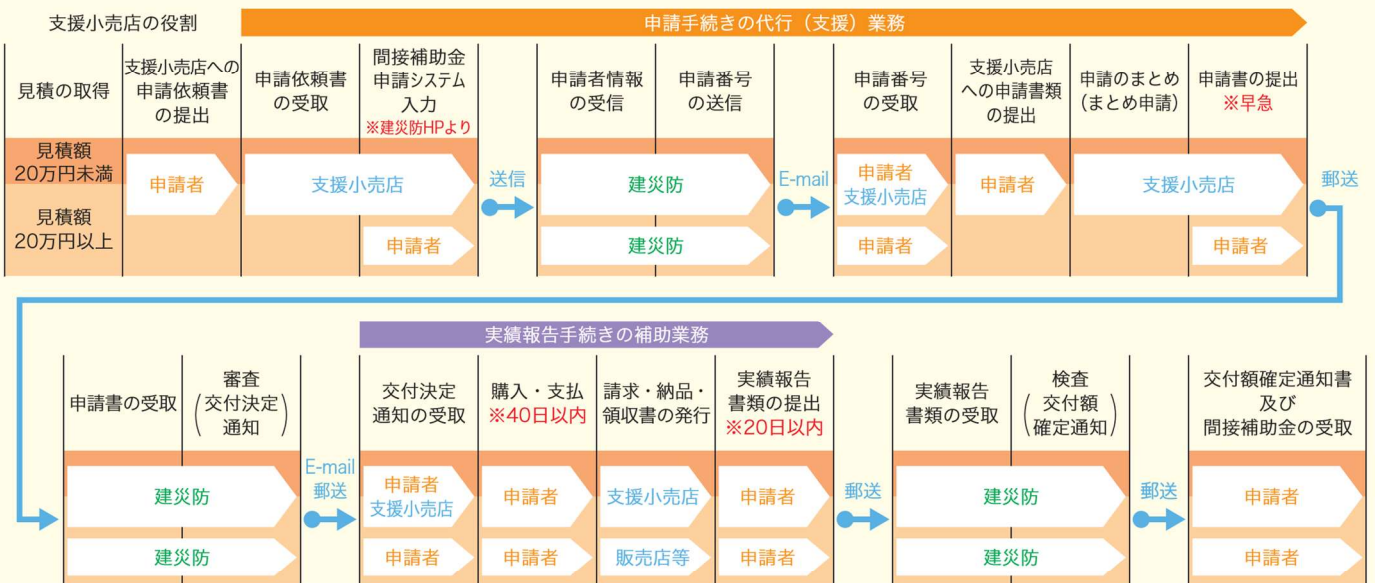 支援小売店の役割
申請手続きの代行（支援）業務
見積の取得
支援小売店への
申請依頼書
の提出
申請依頼書
の受取
間接補助金
申請システム
入力
※建災防HPより
申請者情報
の受信
申請番号
の送信
申請番号
の受取
支援小売店
への申請書類
の提出
申請のまとめ
(まとめ申請)
申請書の提出
※早急
見積額
20万円未満
申請者
支援小売店
送信
建災防
E-mail
申請者
支援小売店
申請者
支援小売店
郵送
見積額
20万円以上
申請者
建災防
申請者
申請者
実績報告手続きの補助業務
申請書の受取
審査
(交付決定
通知)
交付決定
通知の受取
購入・支払
※40日以内
請求・納品・
領収書の発行
実績報告
書類の提出
※20日以内
実績報告
書類の受取
検査
(交付額
確定通知)
交付額確定通知書
及び
間接補助金の受取
建災防
E-mail
郵送
申請者
支援小売店
申請者
支援小売店
申請者
郵送
建災防
郵送
申請者
建災防
申請者
申請者
販売店等
申請者
建災防
申請者